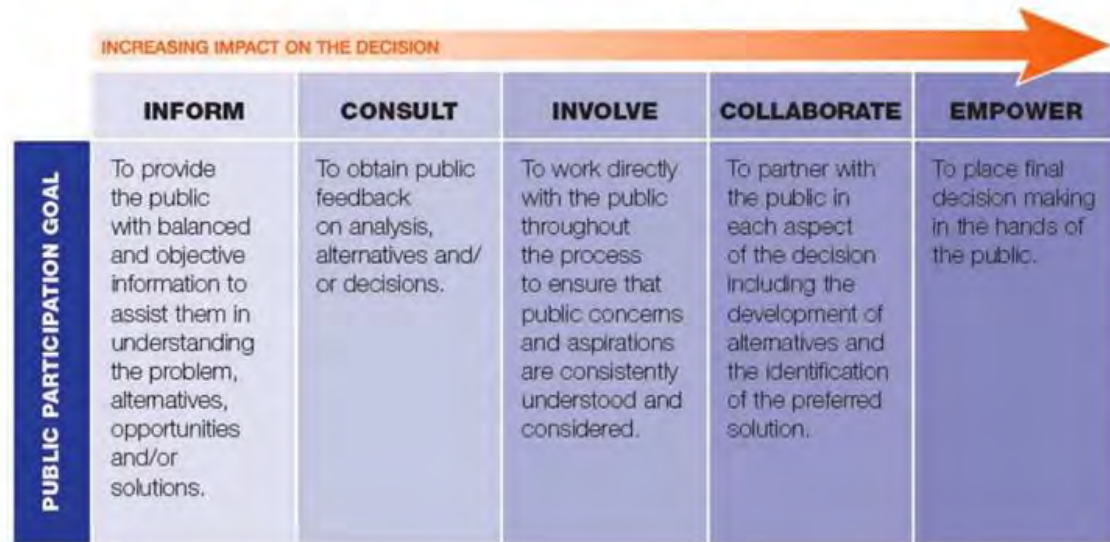 INCREASING IMPACT ON THE DECISION
INFORM
CONSULT
INVOLVE
COLLABORATE
EMPOWER
PUBLIC PARTICIPATION GOAL
To provide
the public
with balanced
and objective
information to
assist them in
understanding
the problem,
alternatives,
opportunities
and/or
solutions.
To obtain public
feedback
on analysis,
alternatives and/
or decisions.
To work directly
with the public
throughout
the process
to ensure that
public concerns
and aspirations
are consistently
understood and
considered.
To partner with
the public in
each aspect
of the decision
including the
development of
alternatives and
the identification
of the preferred
solution.
To place final
decision making
in the hands of
the public.